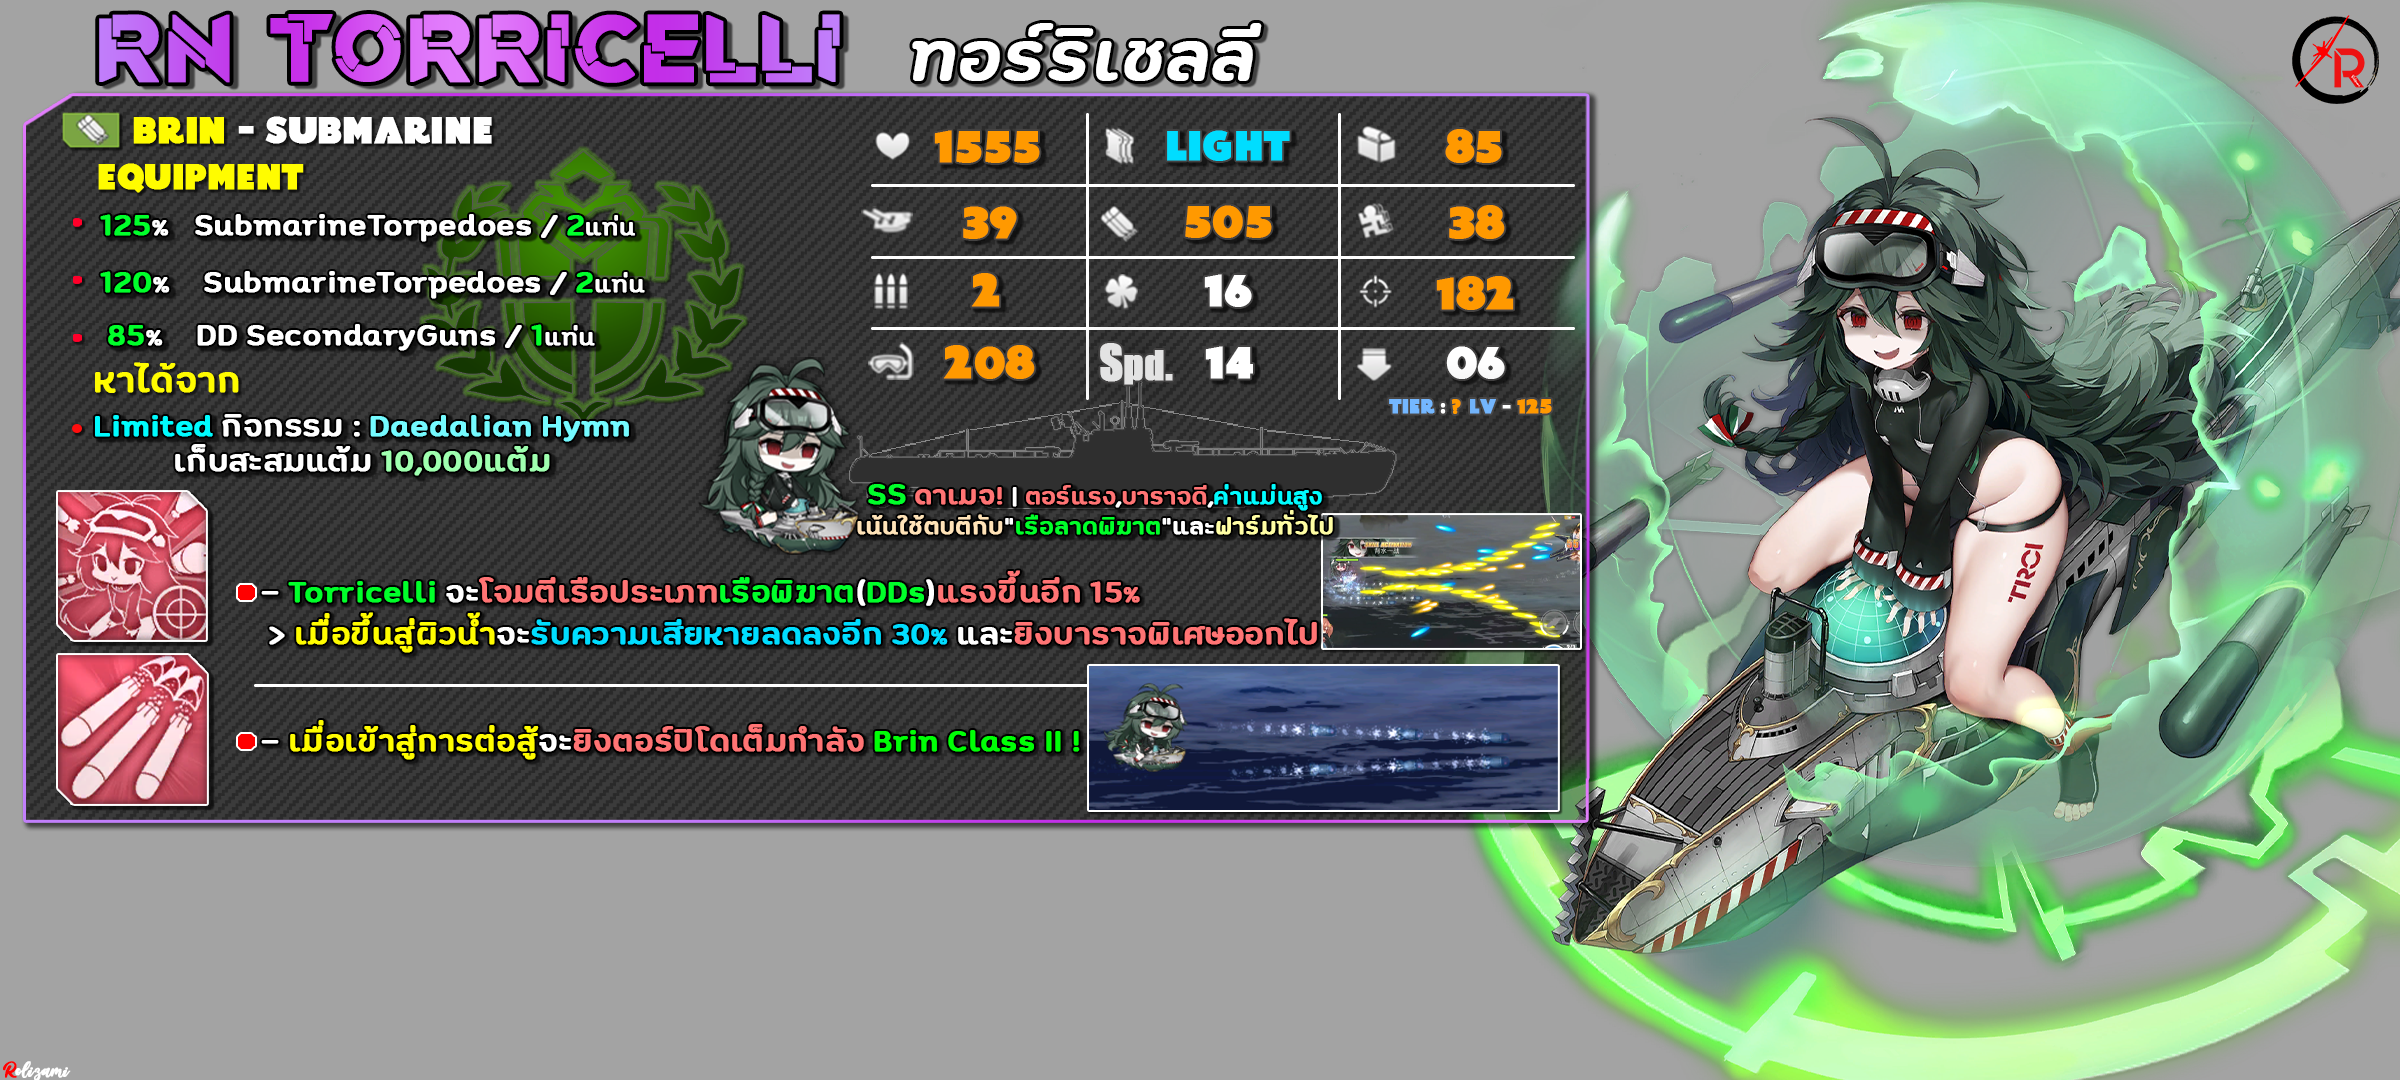 RN TORRICELLI ทอร์ริเชลลี
R
BRIN - SUBMARINE
EQUIPMENT
125% SubmarineTorpedoes / 2แท่น
120% SubmarineTorpedoes / 2แท่น
85% DD SecondaryGuns / 1แท่น
หาได้จาก
Limited กิจกรรม : Daedalian Hymn
เก็บสะสมแต้ม 10,000แต้ม
1555 LIGHT 85
39 505 38
2 16 182
208 Spd. 14 06
TIER : ? LV - 125
SS ดาเมจ! | ตอร์แรง,บาราจดี,ค่าแม่นสูง
เน้นใช้ตบตีกับ"เรือลาดพิฆาต"และฟาร์มทั่วไป
– Torricelli จะโจมตีเรือประเภทเรือพิฆาต(DDs)แรงขึ้นอีก 15%
> เมื่อขึ้นสู่ผิวน้ำจะรับความเสียหายลดลงอีก 30% และยิงบาราจพิเศษออกไป
– เมื่อเข้าสู่การต่อสู้จะยิงตอร์ปิโดเต็มกำลัง Brin Class II !
TRCI
Relizami